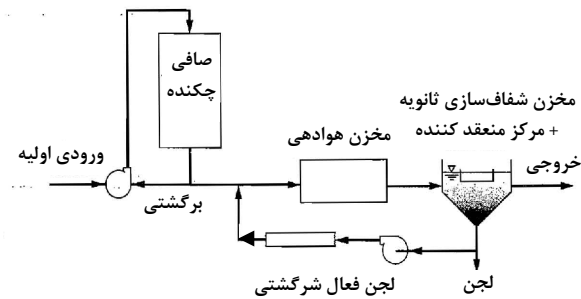 صافی
چکنده
مخزن شفاف‌سازی ثانویه
+ مرکز منعقد کننده
مخزن هوادهی
ورودی اولیه
خروجی
برگشتی
لجن فعال شرگشتی
لجن